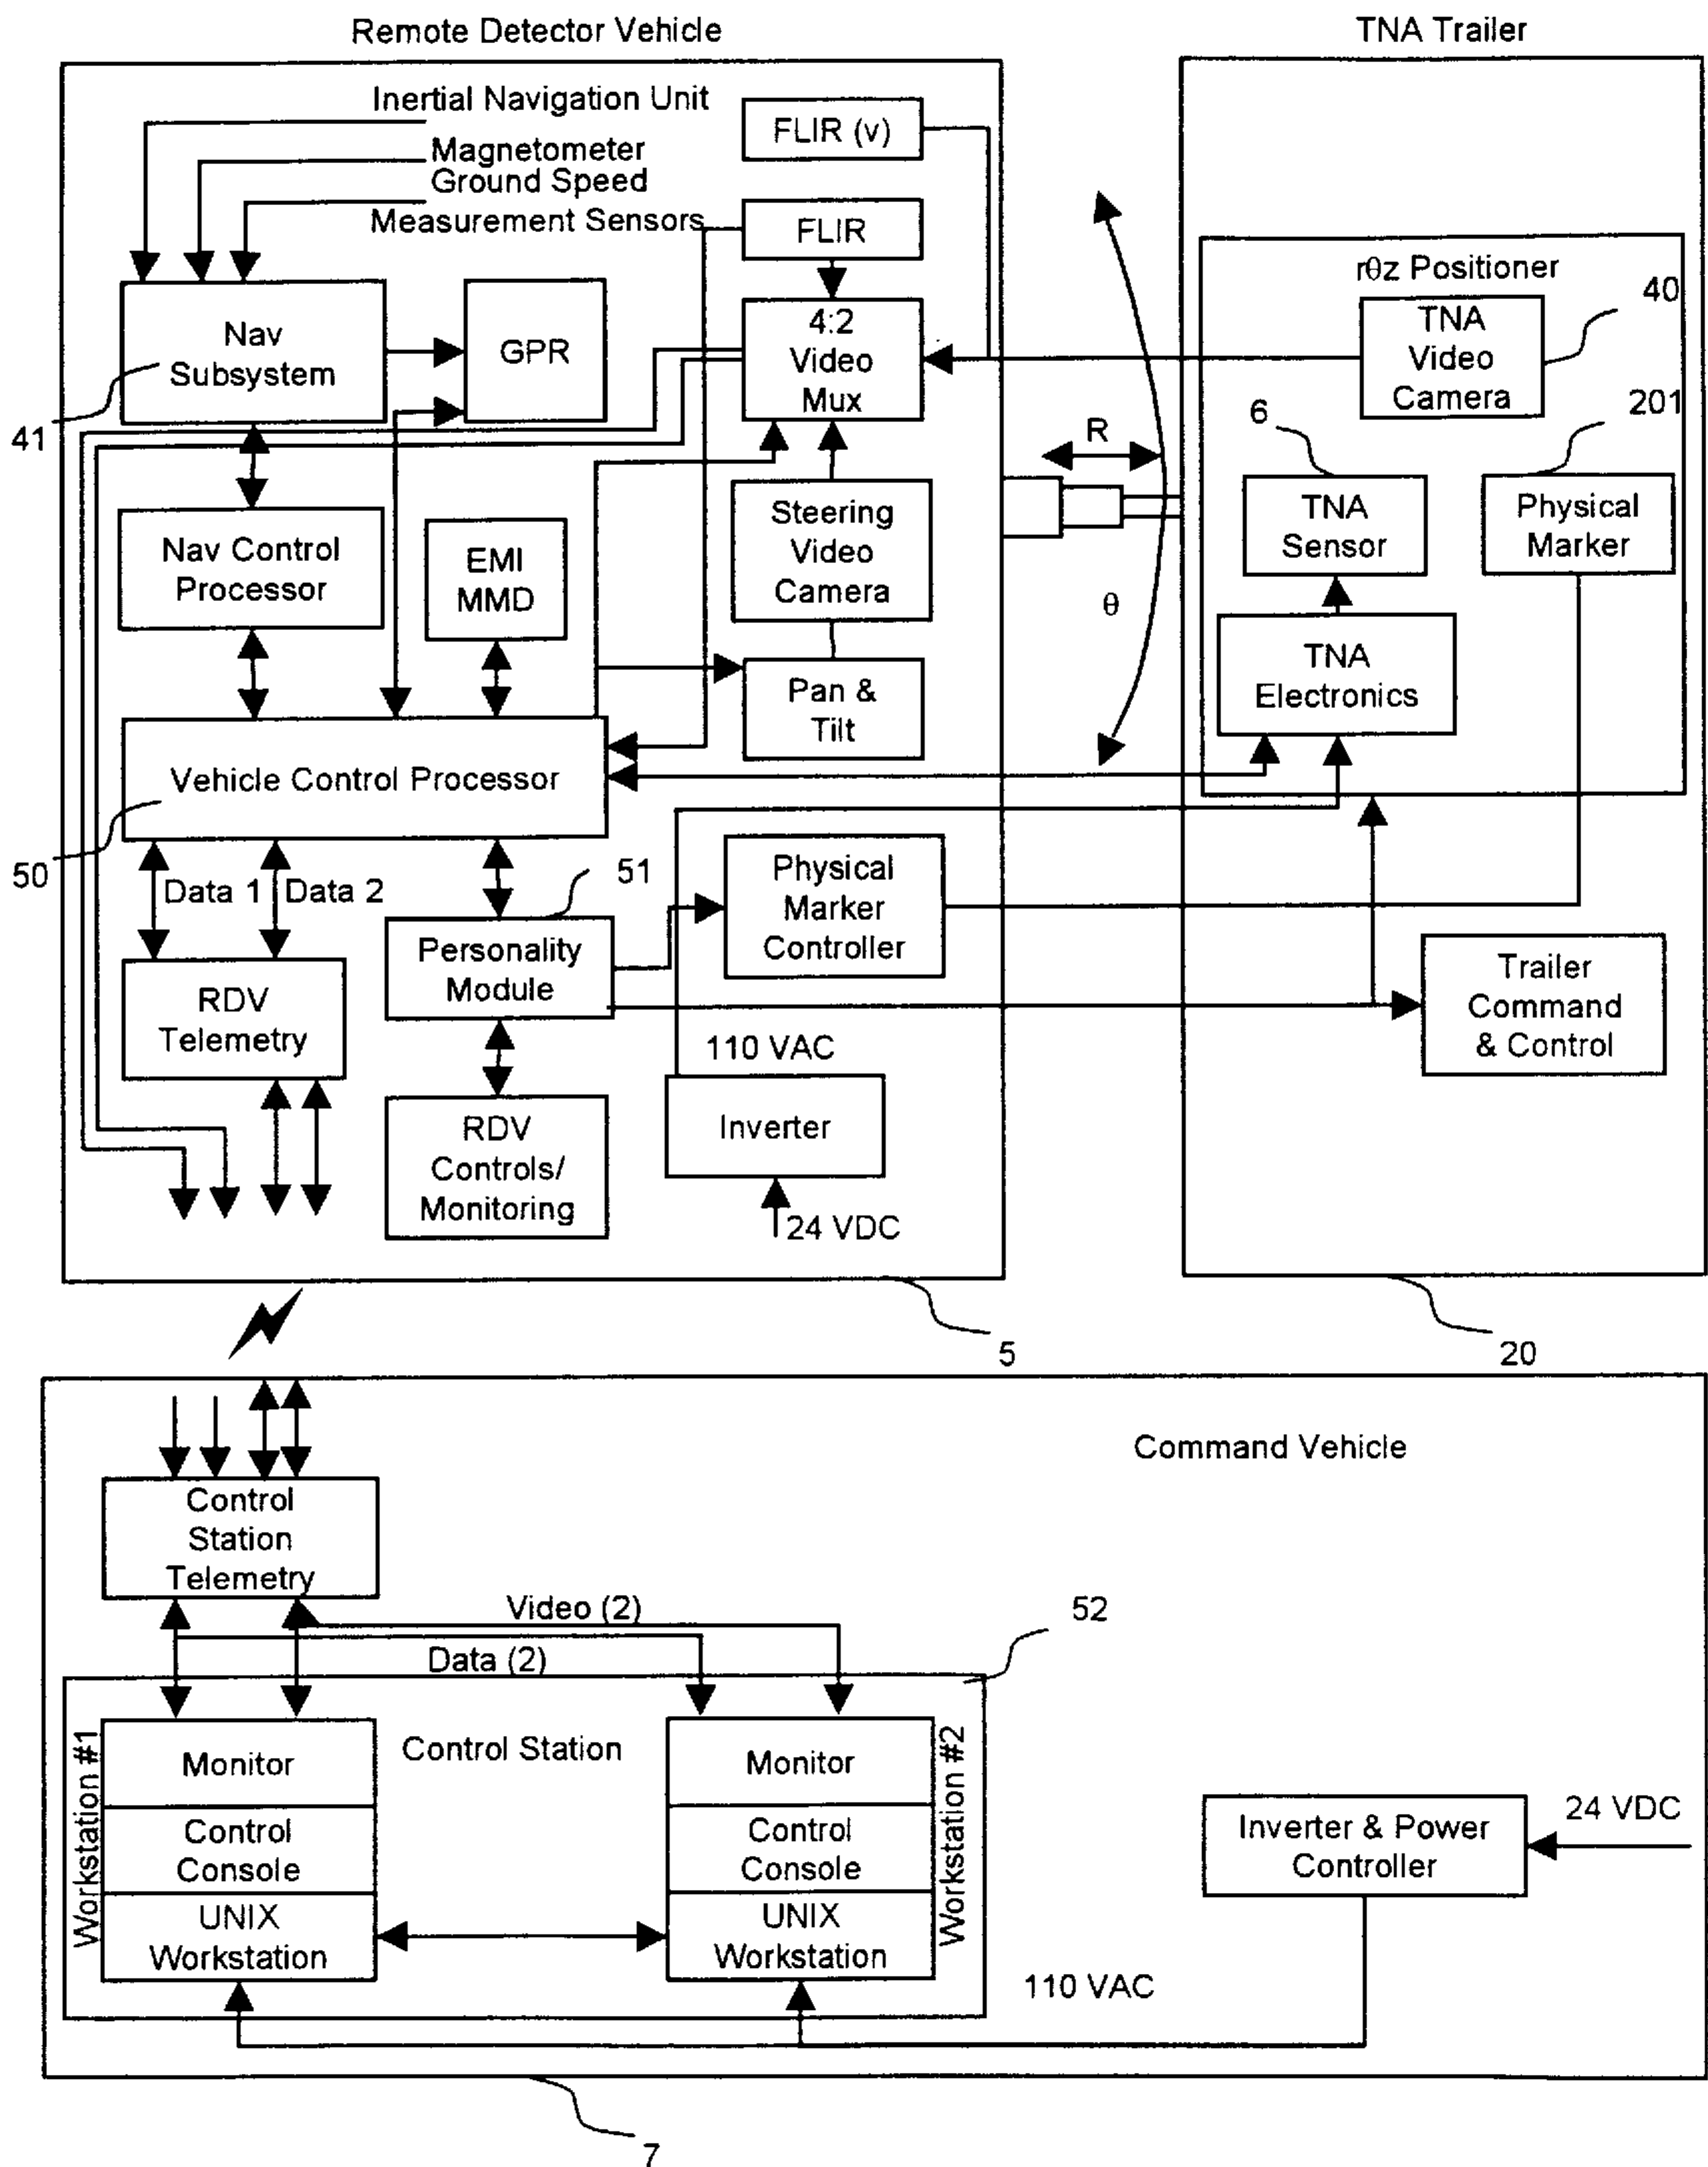 Remote Detector Vehicle
TNA Trailer
Inertial Navigation Unit
Magnetometer
Ground Speed
Measurement Sensors
FLIR (v)
FLIR
4:2
Video
Mux
Nav
Subsystem
GPR
41
Nav Control
Processor
EMI
MMD
Steering
Video
Camera
Pan &
Tilt
Vehicle Control Processor
50
Data 1
Data 2
51
RDV
Telemetry
Personality
Module
Physical
Marker
Controller
110 VAC
Inverter
24 VDC
RDV
Controls/
Monitoring
R
θ
rθz Positioner
40
TNA
Video
Camera
6
201
TNA
Sensor
Physical
Marker
TNA
Electronics
Trailer
Command
& Control
5
20
Command Vehicle
Control
Station
Telemetry
Video (2)
Data (2)
52
Workstation #1
Monitor
Control
Console
UNIX
Workstation
Control Station
Monitor
Control
Console
UNIX
Workstation
Workstation #2
Inverter & Power
Controller
24 VDC
110 VAC
7